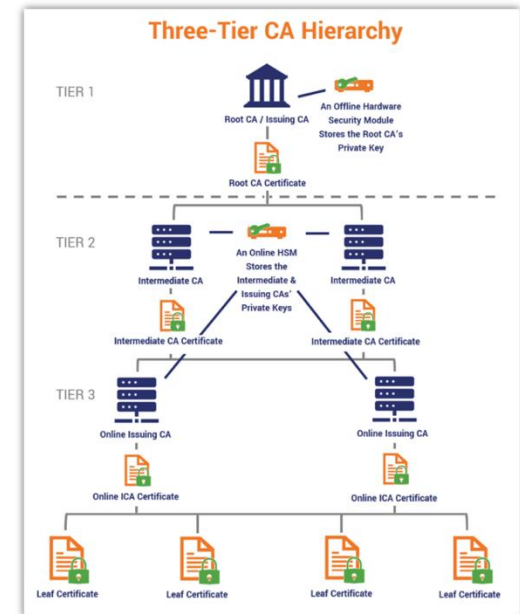 Three-Tier CA Hierarchy
TIER 1
Root CA / Issuing CA
An Offline Hardware
Security Module
Stores the Root CA's
Private Key
Root CA Certificate
TIER 2
Intermediate CA
An Online HSM
Stores the
Intermediate &
Issuing CAs'
Private Keys
Intermediate CA
Intermediate CA Certificate
Intermediate CA Certificate
TIER 3
Online Issuing CA
Online Issuing CA
Online ICA Certificate
Online ICA Certificate
Leaf Certificate
Leaf Certificate
Leaf Certificate
Leaf Certificate